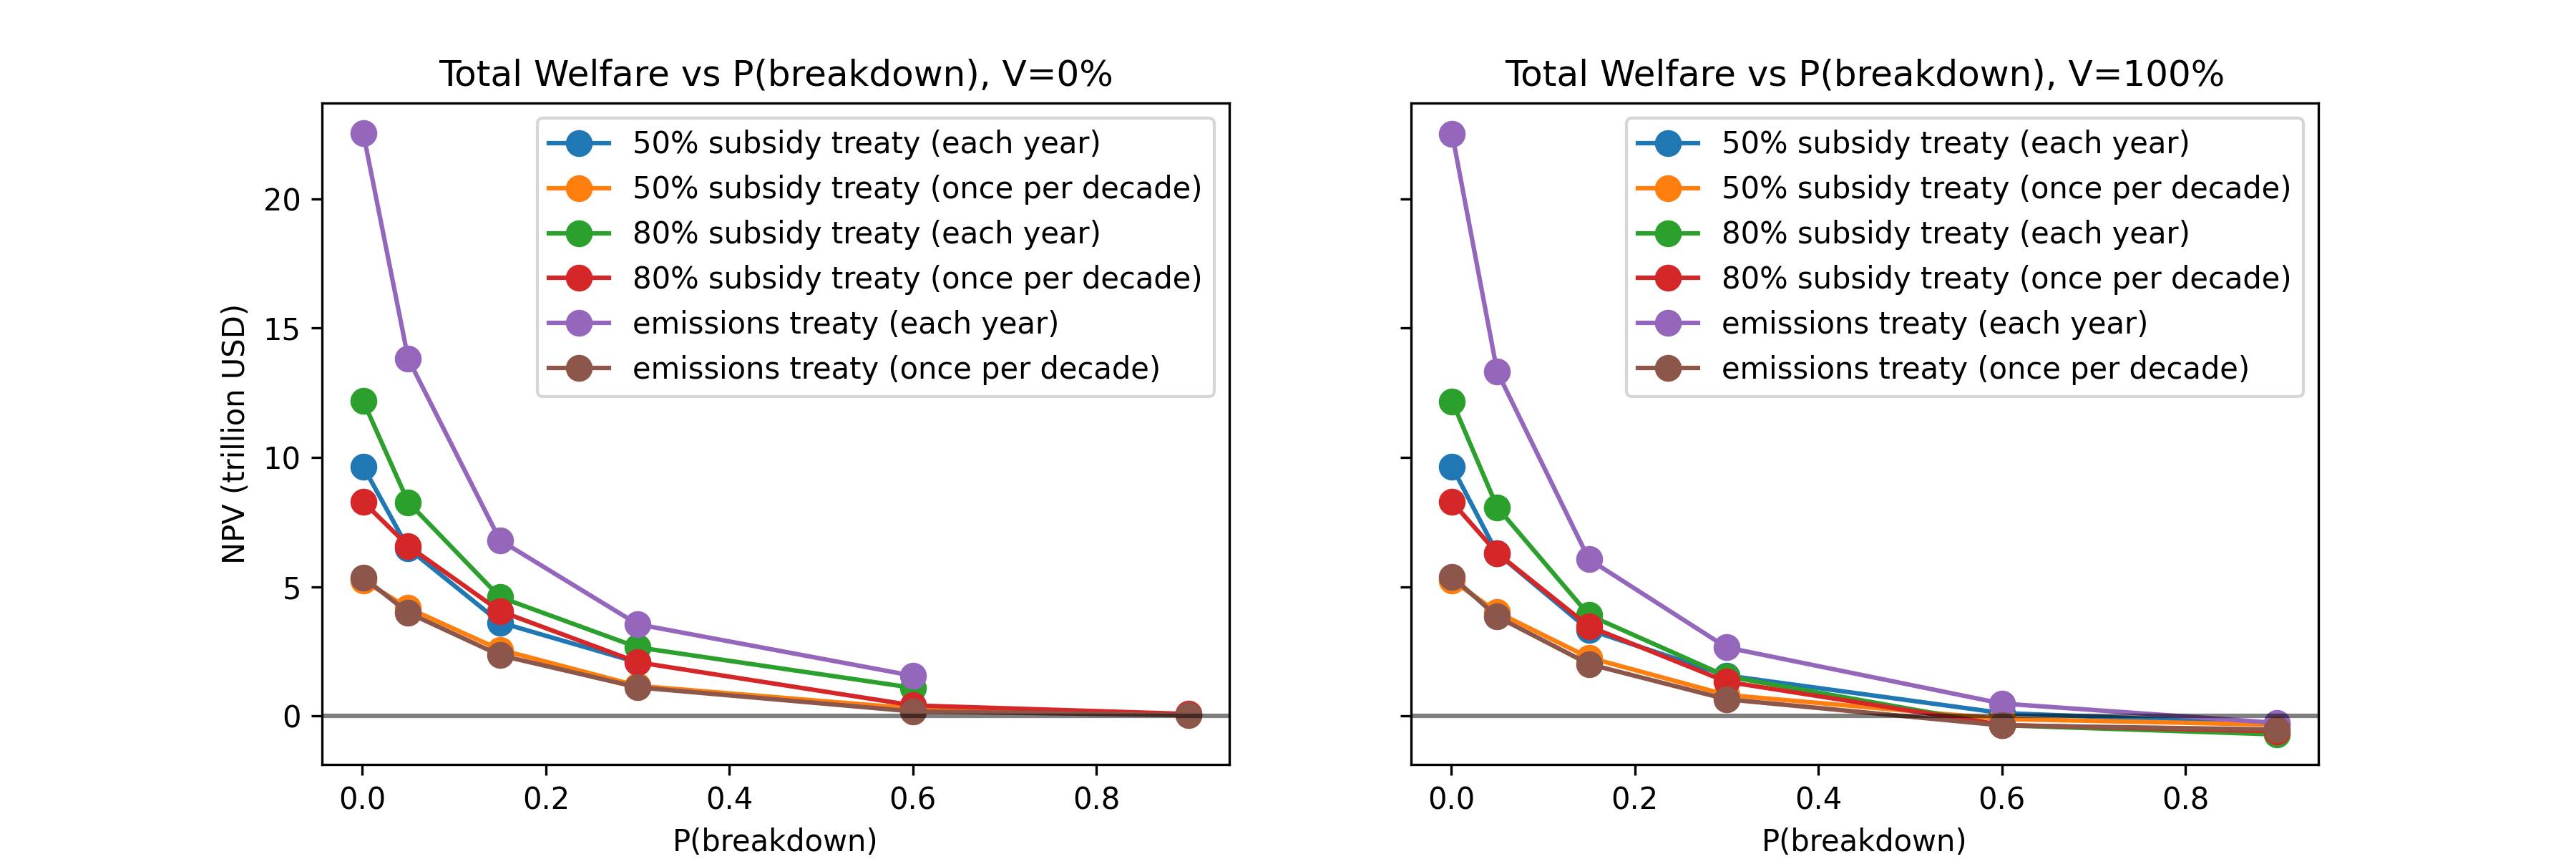 Total Welfare vs P(breakdown), V=0%
50% subsidy treaty (each year)
50% subsidy treaty (once per decade)
80% subsidy treaty (each year)
80% subsidy treaty (once per decade)
emissions treaty (each year)
emissions treaty (once per decade)
NPV (trillion USD)
20
15
10
5
0
0.0 0.2 0.4 0.6 0.8
P(breakdown)
Total Welfare vs P(breakdown), V=100%
50% subsidy treaty (each year)
50% subsidy treaty (once per decade)
80% subsidy treaty (each year)
80% subsidy treaty (once per decade)
emissions treaty (each year)
emissions treaty (once per decade)
0.0 0.2 0.4 0.6 0.8
P(breakdown)